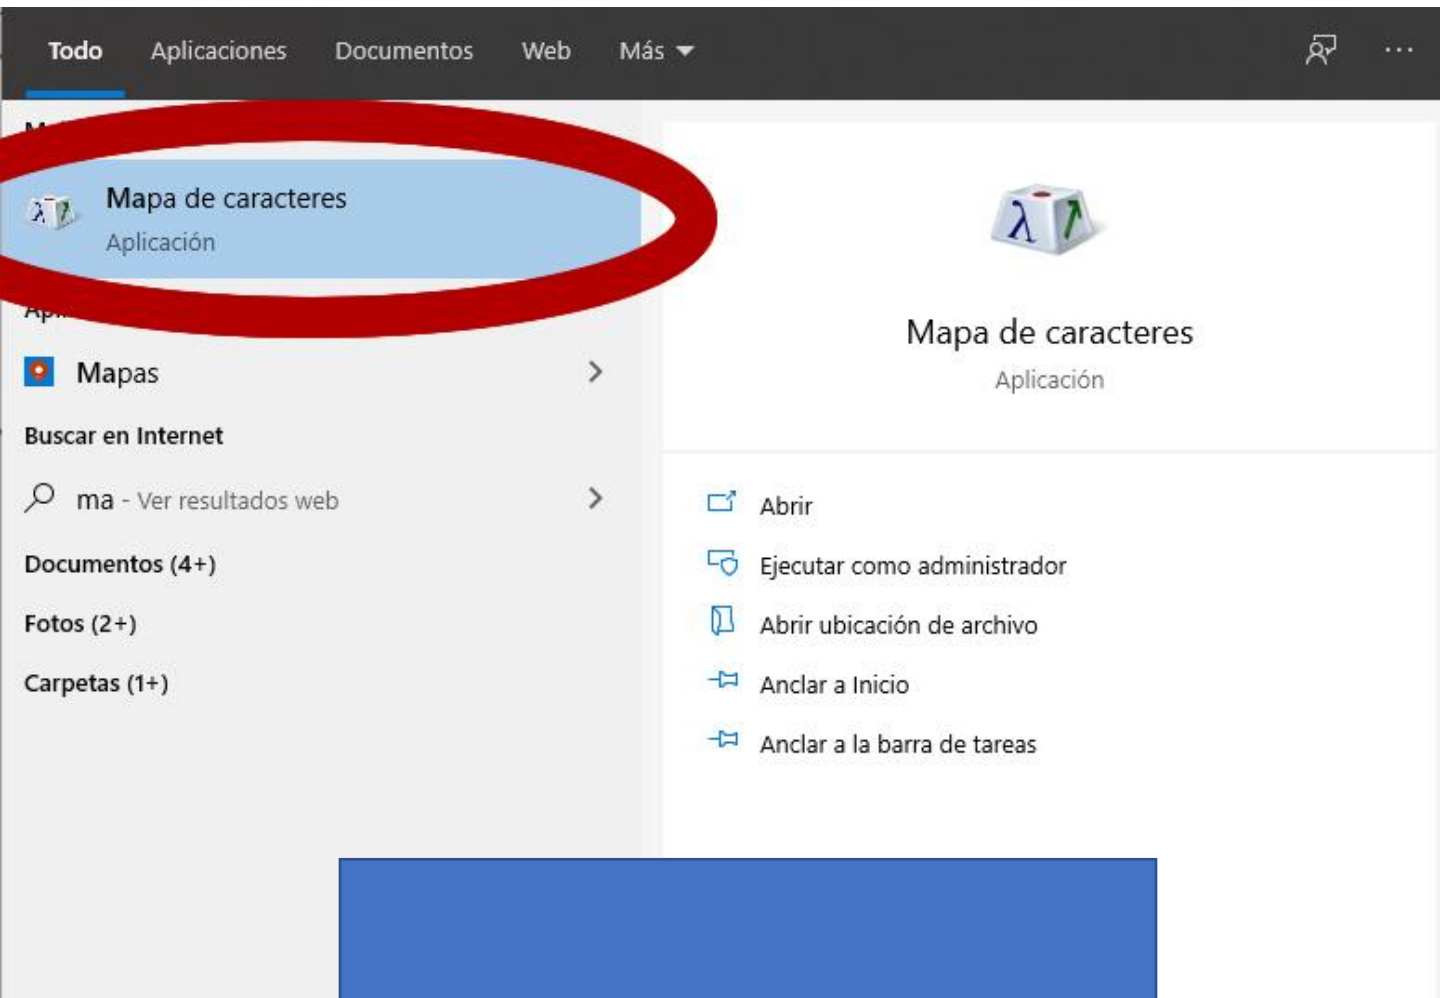 Todo Aplicaciones Documentos Web Más
Mapa de caracteres
Aplicación
Mapas
Buscar en Internet
ma - Ver resultados web
Documentos (4+)
Fotos (2+)
Carpetas (1+)
Mapa de caracteres
Aplicación
Abrir
Ejecutar como administrador
Abrir ubicación de archivo
Anclar a Inicio
Anclar a la barra de tareas